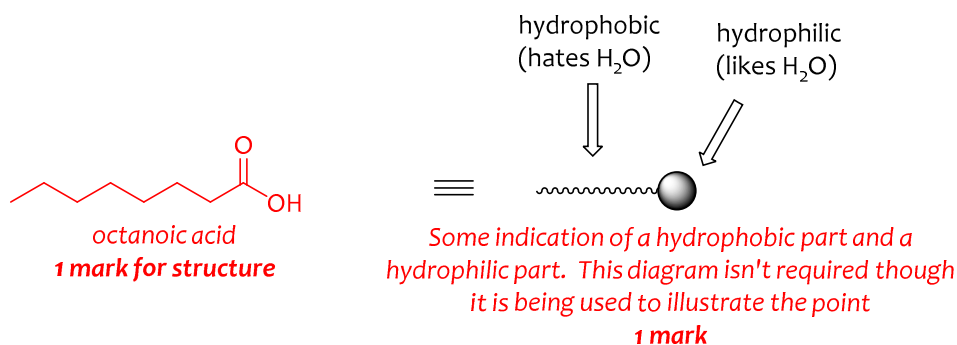 hydrophobic
(hates H₂O)
hydrophilic
(likes H₂O)
O
OH
octanoic acid
1 mark for structure
Some indication of a hydrophobic part and a
hydrophilic part. This diagram isn't required though
it is being used to illustrate the point
1 mark